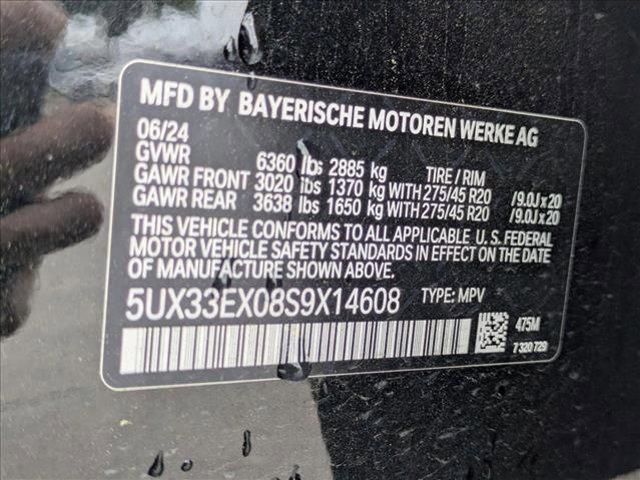 MFD BY BAYERISCHE MOTOREN WERKE AG
06/24
GVWR 6360 lbs 2885 kg TIRE / RIM
GAWR FRONT 3020 lbs 1370 kg WITH 275/45 R20 /9.0J x 20
GAWR REAR 3638 lbs 1650 kg WITH 275/45 R20 /9.0J x 20
THIS VEHICLE CONFORMS TO ALL APPLICABLE U.S. FEDERAL
MOTOR VEHICLE SAFETY STANDARDS IN EFFECT ON THE DATE
OF MANUFACTURE SHOWN ABOVE.
5UX33EX08S9X14608 TYPE: MPV
475M
7 320 729